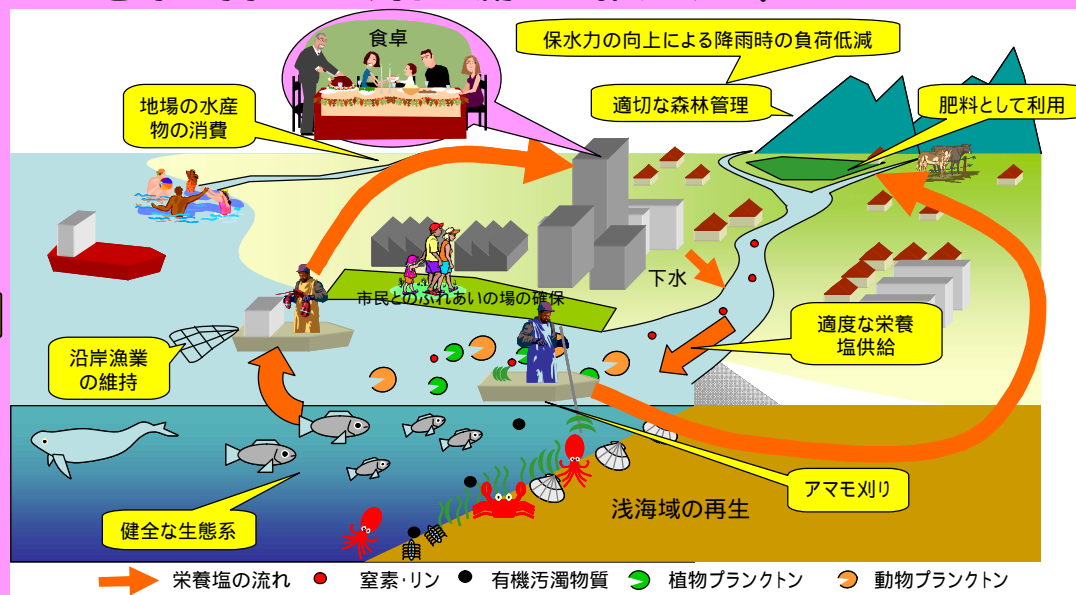 食卓
保水力の向上による降雨時の負荷低減
地場の水産
物の消費
適切な森林管理
肥料として利用
下水
市民とのふれあいの場の確保
適度な栄養
塩供給
沿岸漁業
の維持
アマモ刈り
浅海域の再生
健全な生態系
栄養塩の流れ
窒素・リン
有機汚濁物質
植物プランクトン
動物プランクトン